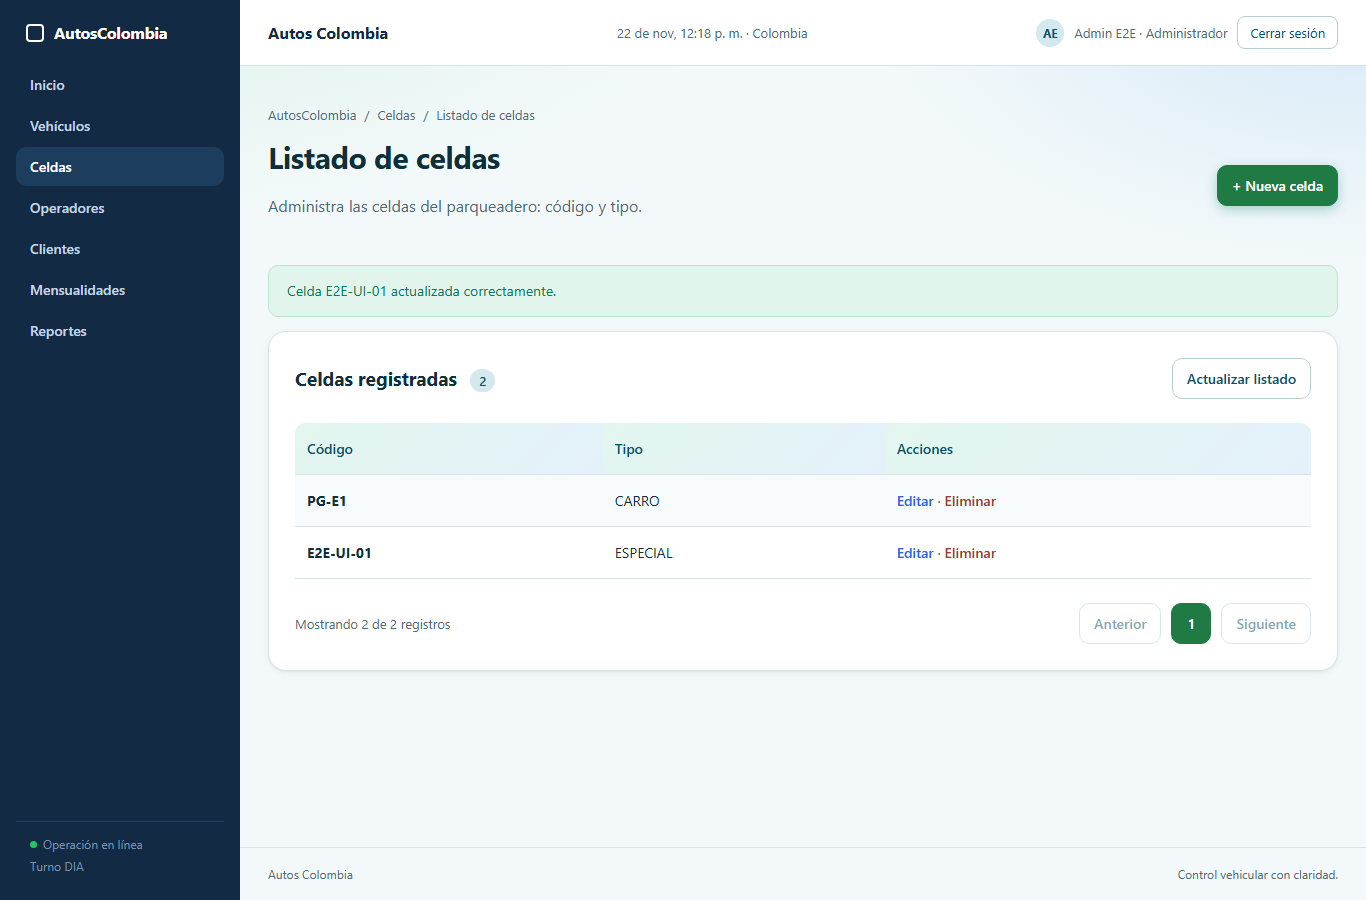 AutosColombia
Inicio
Vehículos
Celdas
Operadores
Clientes
Mensualidades
Reportes
Operación en línea
Turno DIA
Autos Colombia
22 de nov, 12:18 p. m. · Colombia
AE
Admin E2E · Administrador
Cerrar sesión
AutosColombia / Celdas / Listado de celdas
Listado de celdas
Administra las celdas del parqueadero: código y tipo.
+ Nueva celda
Celda E2E-UI-01 actualizada correctamente.
Celdas registradas 2
Actualizar listado
Código Tipo Acciones
PG-E1 CARRO Editar · Eliminar
E2E-UI-01 ESPECIAL Editar · Eliminar
Mostrando 2 de 2 registros
Anterior 1 Siguiente
Autos Colombia
Control vehicular con claridad.